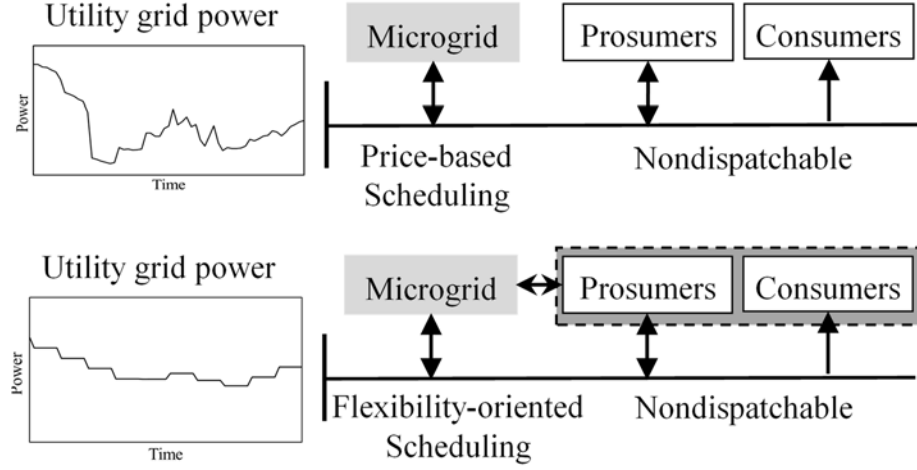 Utility grid power
Power
Time
Microgrid
Prosumers
Consumers
Price-based
Scheduling
Nondispatchable
Utility grid power
Power
Time
Microgrid
Prosumers
Consumers
Flexibility-oriented
Scheduling
Nondispatchable